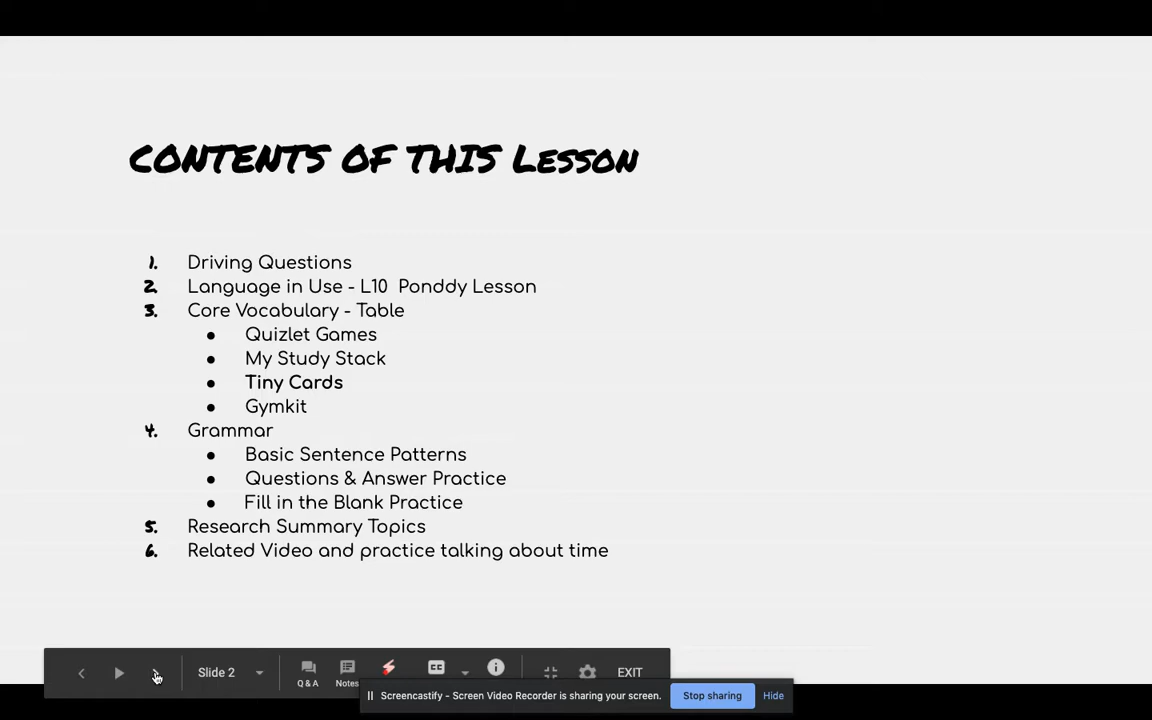 CONTENTS OF THIS Lesson
1. Driving Questions
2. Language in Use - L10 Ponddy Lesson
3. Core Vocabulary - Table
● Quizlet Games
● My Study Stack
● Tiny Cards
● Gymkit
4. Grammar
● Basic Sentence Patterns
● Questions & Answer Practice
● Fill in the Blank Practice
5. Research Summary Topics
6. Related Video and practice talking about time
Slide 2
CC
EXIT
Q & A
Notes
Screencastify - Screen Video Recorder is sharing your screen.
Stop sharing
Hide